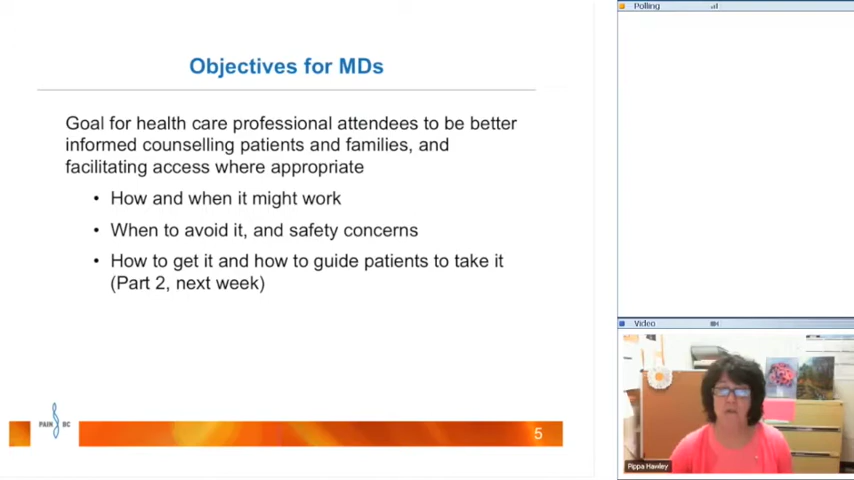 Objectives for MDs
Goal for health care professional attendees to be better
informed counselling patients and families, and
facilitating access where appropriate
• How and when it might work
• When to avoid it, and safety concerns
• How to get it and how to guide patients to take it
(Part 2, next week)
PAIN BC
5
Polling
Video
Pippa Hawley